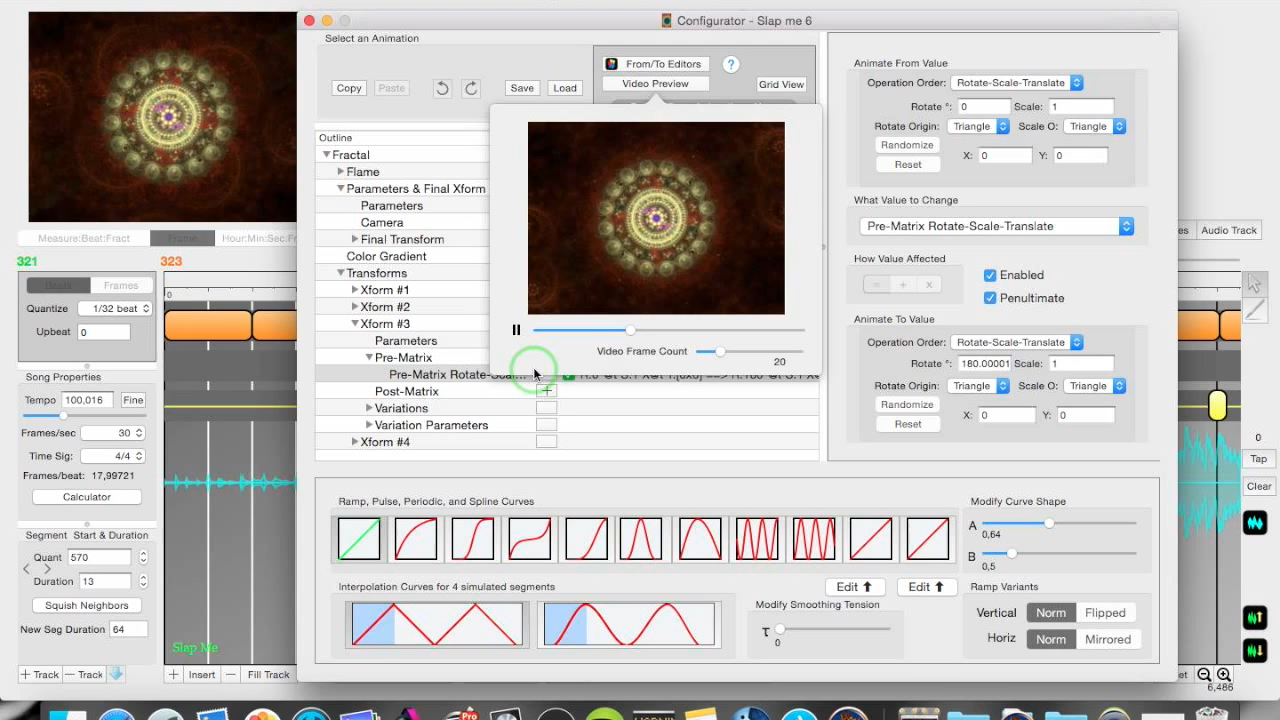 Configurator - Slap me 6
Select an Animation
Copy
Paste
Save
Load
From/To Editors
?
Video Preview
Grid View
Outline
Fractal
Flame
Parameters & Final Xform
Parameters
Camera
Final Transform
Color Gradient
Transforms
Xform #1
Xform #2
Xform #3
Parameters
Pre-Matrix
Pre-Matrix Rotate-Scal...
Post-Matrix
+
Variations
Variation Parameters
Xform #4
Video Frame Count
20
Animate From Value
Operation Order: Rotate-Scale-Translate
Rotate °: 0 Scale: 1
Rotate Origin: Triangle Scale O: Triangle
Randomize
Reset
X: 0 Y: 0
What Value to Change
Pre-Matrix Rotate-Scale-Translate
How Value Affected
= + x
Enabled
Penultimate
Animate To Value
Operation Order: Rotate-Scale-Translate
Rotate °: 180.00001 Scale: 1
Rotate Origin: Triangle Scale O: Triangle
Randomize
Reset
X: 0 Y: 0
Ramp, Pulse, Periodic, and Spline Curves
Interpolation Curves for 4 simulated segments
Edit
Edit
Modify Smoothing Tension
τ
0
Modify Curve Shape
A
0,64
B
0,5
Ramp Variants
Vertical Norm Flipped
Horiz Norm Mirrored
Measure:Beat:Fract
Frame
321
323
Beats Frames
Quantize 1/32 beat
Upbeat 0
Song Properties
Tempo 100,016 Fine
Frames/sec 30
Time Sig: 4/4
Frames/beat: 17,99721
Calculator
Segment Start & Duration
Quant 570
Duration 13
Squish Neighbors
New Seg Duration 64
+ Track − Track
0
Slap Me
+ Insert − Fill Track
Audio Track
0
Tap
Clear
6,486
Pro